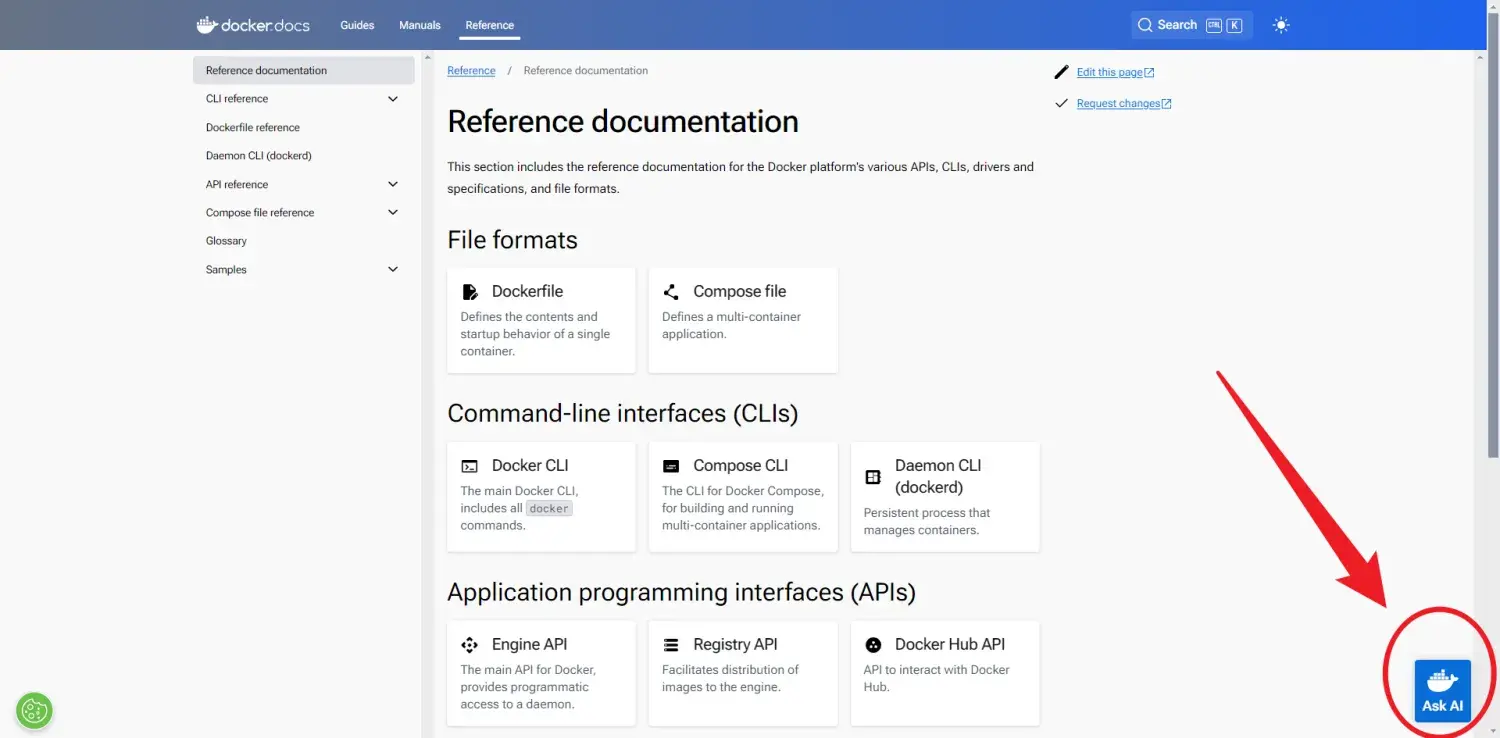 docker.docs
Guides
Manuals
Reference
Search CTRL K
Reference documentation
CLI reference
Dockerfile reference
Daemon CLI (dockerd)
API reference
Compose file reference
Glossary
Samples
Reference / Reference documentation
Reference documentation
This section includes the reference documentation for the Docker platform's various APIs, CLIs, drivers and
specifications, and file formats.
File formats
Dockerfile
Defines the contents and
startup behavior of a single
container.
Compose file
Defines a multi-container
application.
Command-line interfaces (CLIs)
Docker CLI
The main Docker CLI,
includes all docker
commands.
Compose CLI
The CLI for Docker Compose,
for building and running
multi-container applications.
Daemon CLI
(dockerd)
Persistent process that
manages containers.
Application programming interfaces (APIs)
Engine API
The main API for Docker,
provides programmatic
access to a daemon.
Registry API
Facilitates distribution of
images to the engine.
Docker Hub API
API to interact with Docker
Hub.
Edit this page
Request changes
Ask AI